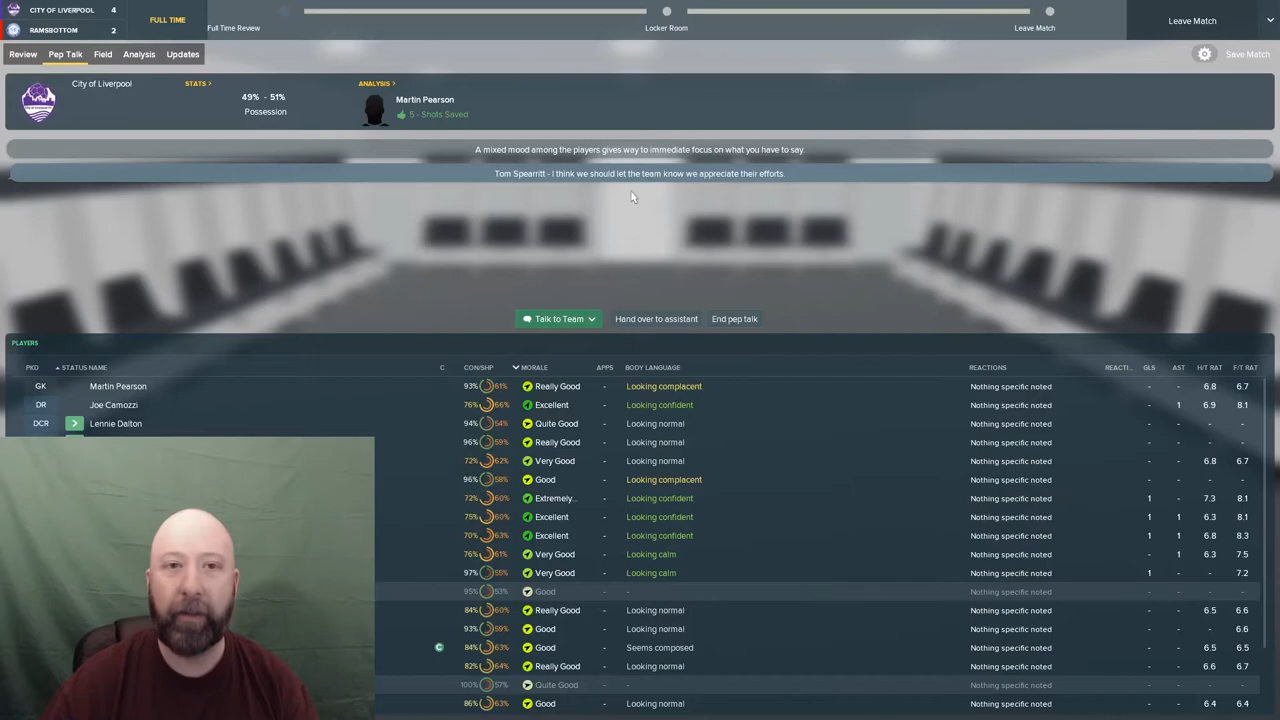 CITY OF LIVERPOOL 4
RAMSBOTTOM 2
FULL TIME
Full Time Review
Locker Room
Leave Match
Leave Match
Review Pep Talk Field Analysis Updates
Save Match
City of Liverpool
STATS >
49% - 51%
Possession
ANALYSIS >
Martin Pearson
5 - Shots Saved
A mixed mood among the players gives way to immediate focus on what you have to say.
Tom Spearritt - I think we should let the team know we appreciate their efforts.
Talk to Team Hand over to assistant End pep talk
PLAYERS
PKD STATUS NAME C CON/SHP MORALE APPS BODY LANGUAGE REACTIONS REACTI... GLS AST H/T RAT F/T RAT
GK Martin Pearson 93% 61% Really Good - Looking complacent Nothing specific noted - - 6.8 6.7
DR Joe Camozzi 76% 66% Excellent - Looking confident Nothing specific noted - 1 6.9 8.1
DCR Lennie Dalton 94% 54% Quite Good - Looking normal Nothing specific noted - - - -
96% 59% Really Good - Looking normal Nothing specific noted - - - -
72% 62% Very Good - Looking normal Nothing specific noted - - 6.8 6.7
96% 58% Good - Looking complacent Nothing specific noted - - - -
72% 60% Extremely... - Looking confident Nothing specific noted 1 - 7.3 8.1
75% 60% Excellent - Looking confident Nothing specific noted 1 1 6.3 8.1
70% 63% Excellent - Looking confident Nothing specific noted 1 1 6.8 8.3
76% 61% Very Good - Looking calm Nothing specific noted - 1 6.3 7.5
97% 55% Very Good - Looking calm Nothing specific noted 1 - - 7.2
95% 53% Good - - Nothing specific noted - - - -
84% 60% Really Good - Looking normal Nothing specific noted - - 6.5 6.6
93% 59% Good - Looking normal Nothing specific noted - - - 6.6
C 84% 63% Good - Seems composed Nothing specific noted - - 6.5 6.5
82% 64% Really Good - Looking normal Nothing specific noted - - 6.6 6.7
100% 57% Quite Good - - Nothing specific noted - - - -
86% 63% Good - Looking normal Nothing specific noted - - 6.4 6.4